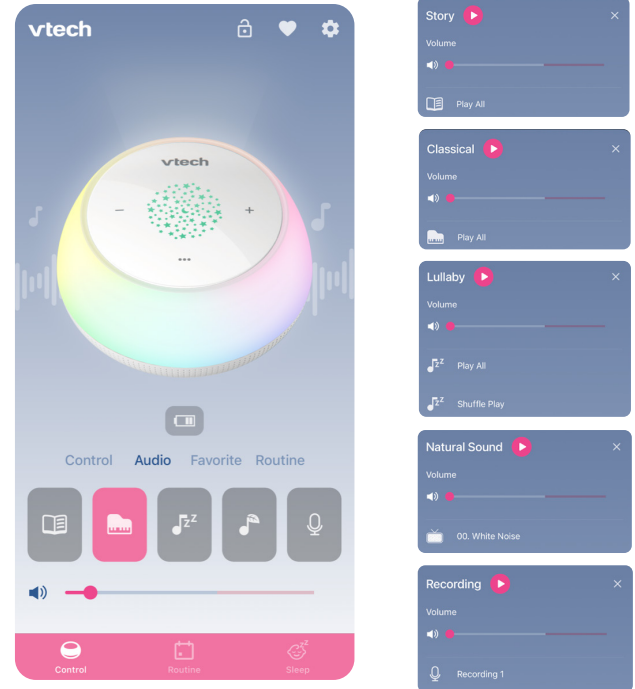 vtech
vtech
Control Audio Favorite Routine
Control Routine Sleep
Story
Volume
Play All
Classical
Volume
Play All
Lullaby
Volume
Play All
Shuffle Play
Natural Sound
Volume
00. White Noise
Recording
Volume
Recording 1